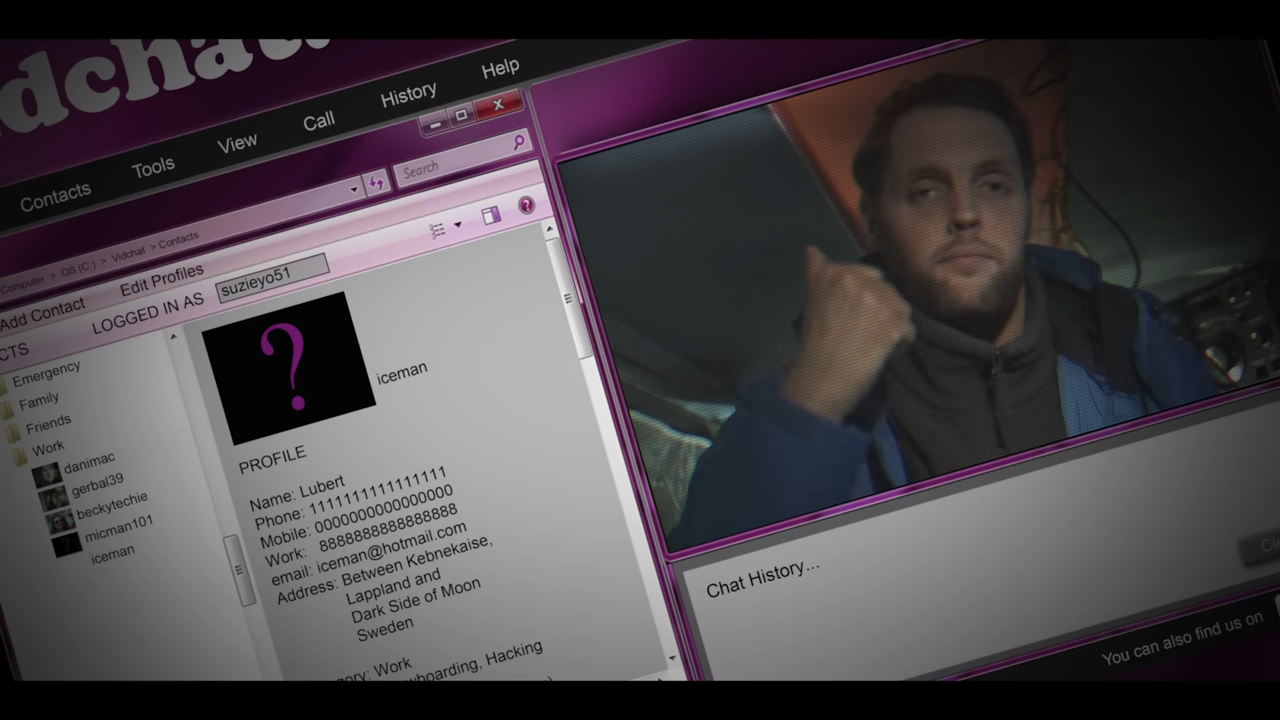 Contacts Tools View Call History Help
Search
Computer > OS (C:) > Vidchat > Contacts
Add Contact Edit Profiles
LOGGED IN AS suzieyo51
Emergency
Family
Friends
Work
danimac
gerbal39
beckytechie
micman101
iceman
?
iceman
PROFILE
Name: Lubert
Phone: 1111111111111111
Mobile: 0000000000000000
Work: 8888888888888888
email: iceman@hotmail.com
Address: Between Kebnekaise,
Lappland and
Dark Side of Moon
Sweden
Work
Hacking
Chat History...
You can also find us on